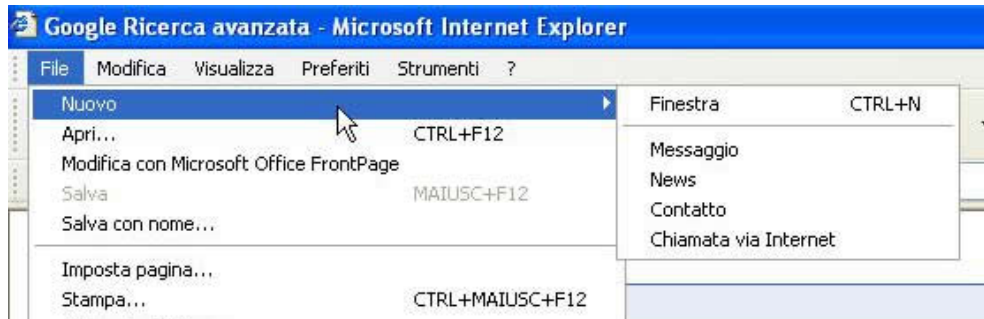 Google Ricerca avanzata - Microsoft Internet Explorer
File Modifica Visualizza Preferiti Strumenti ?
Nuovo
Apri... CTRL+F12
Modifica con Microsoft Office FrontPage
Salva MAIUSC+F12
Salva con nome...
Imposta pagina...
Stampa... CTRL+MAIUSC+F12
Finestra CTRL+N
Messaggio
News
Contatto
Chiamata via Internet